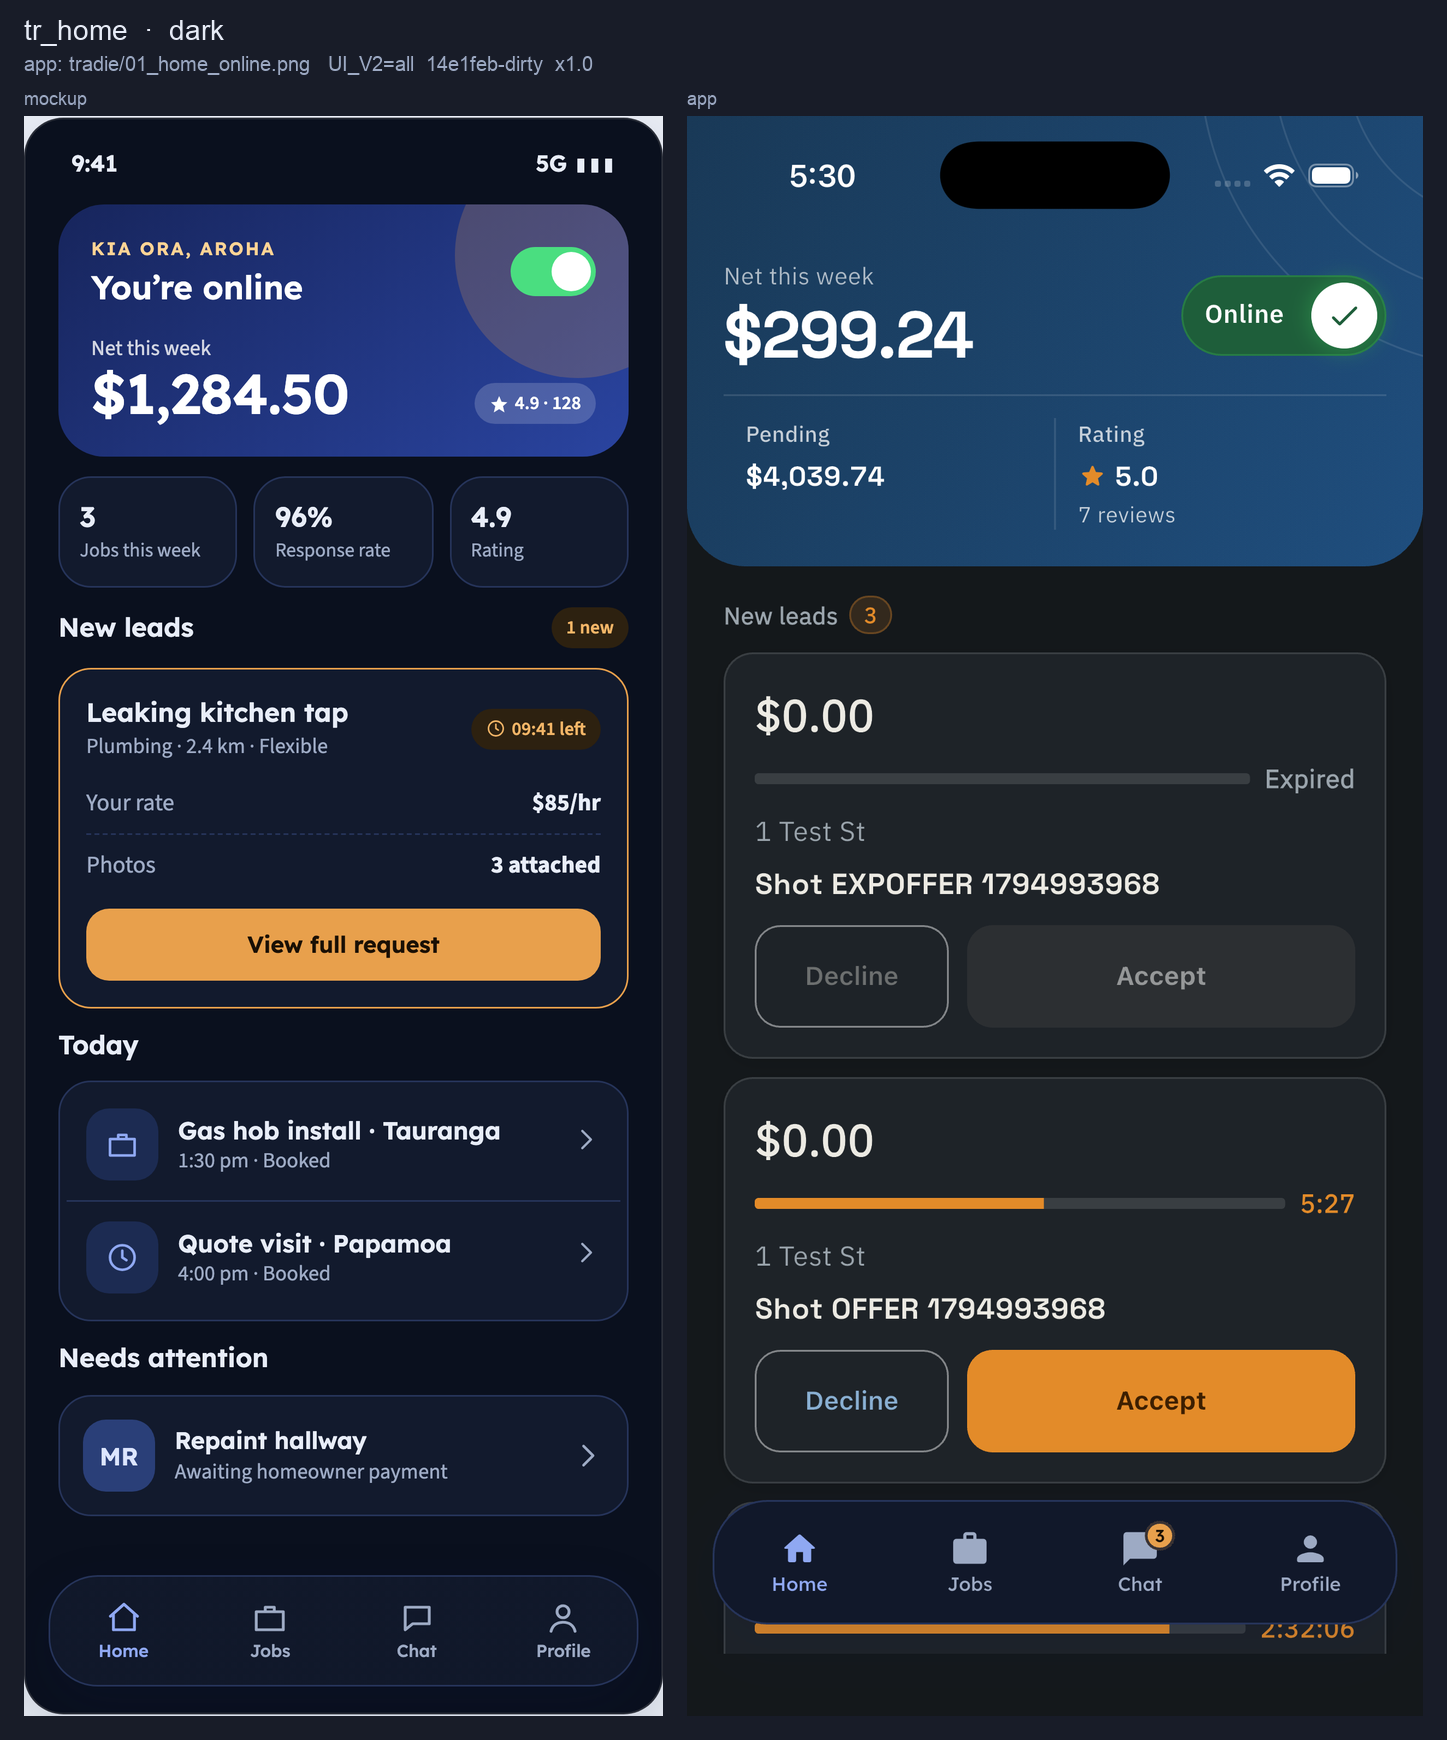 tr_home · dark
app: tradie/01_home_online.png UI_V2=all 14e1feb-dirty x1.0
mockup
9:41
5G
KIA ORA, AROHA
You're online
Net this week
$1,284.50
4.9 · 128
3
Jobs this week
96%
Response rate
4.9
Rating
New leads
1 new
Leaking kitchen tap
Plumbing · 2.4 km · Flexible
09:41 left
Your rate
$85/hr
Photos
3 attached
View full request
Today
Gas hob install · Tauranga
1:30 pm · Booked
Quote visit · Papamoa
4:00 pm · Booked
Needs attention
MR
Repaint hallway
Awaiting homeowner payment
Home
Jobs
Chat
Profile
app
5:30
Net this week
$299.24
Online
Pending
$4,039.74
Rating
5.0
7 reviews
New leads
3
$0.00
Expired
1 Test St
Shot EXPOFFER 1794993968
Decline
Accept
$0.00
5:27
1 Test St
Shot OFFER 1794993968
Decline
Accept
3
Home
Jobs
Chat
Profile
2:32:06